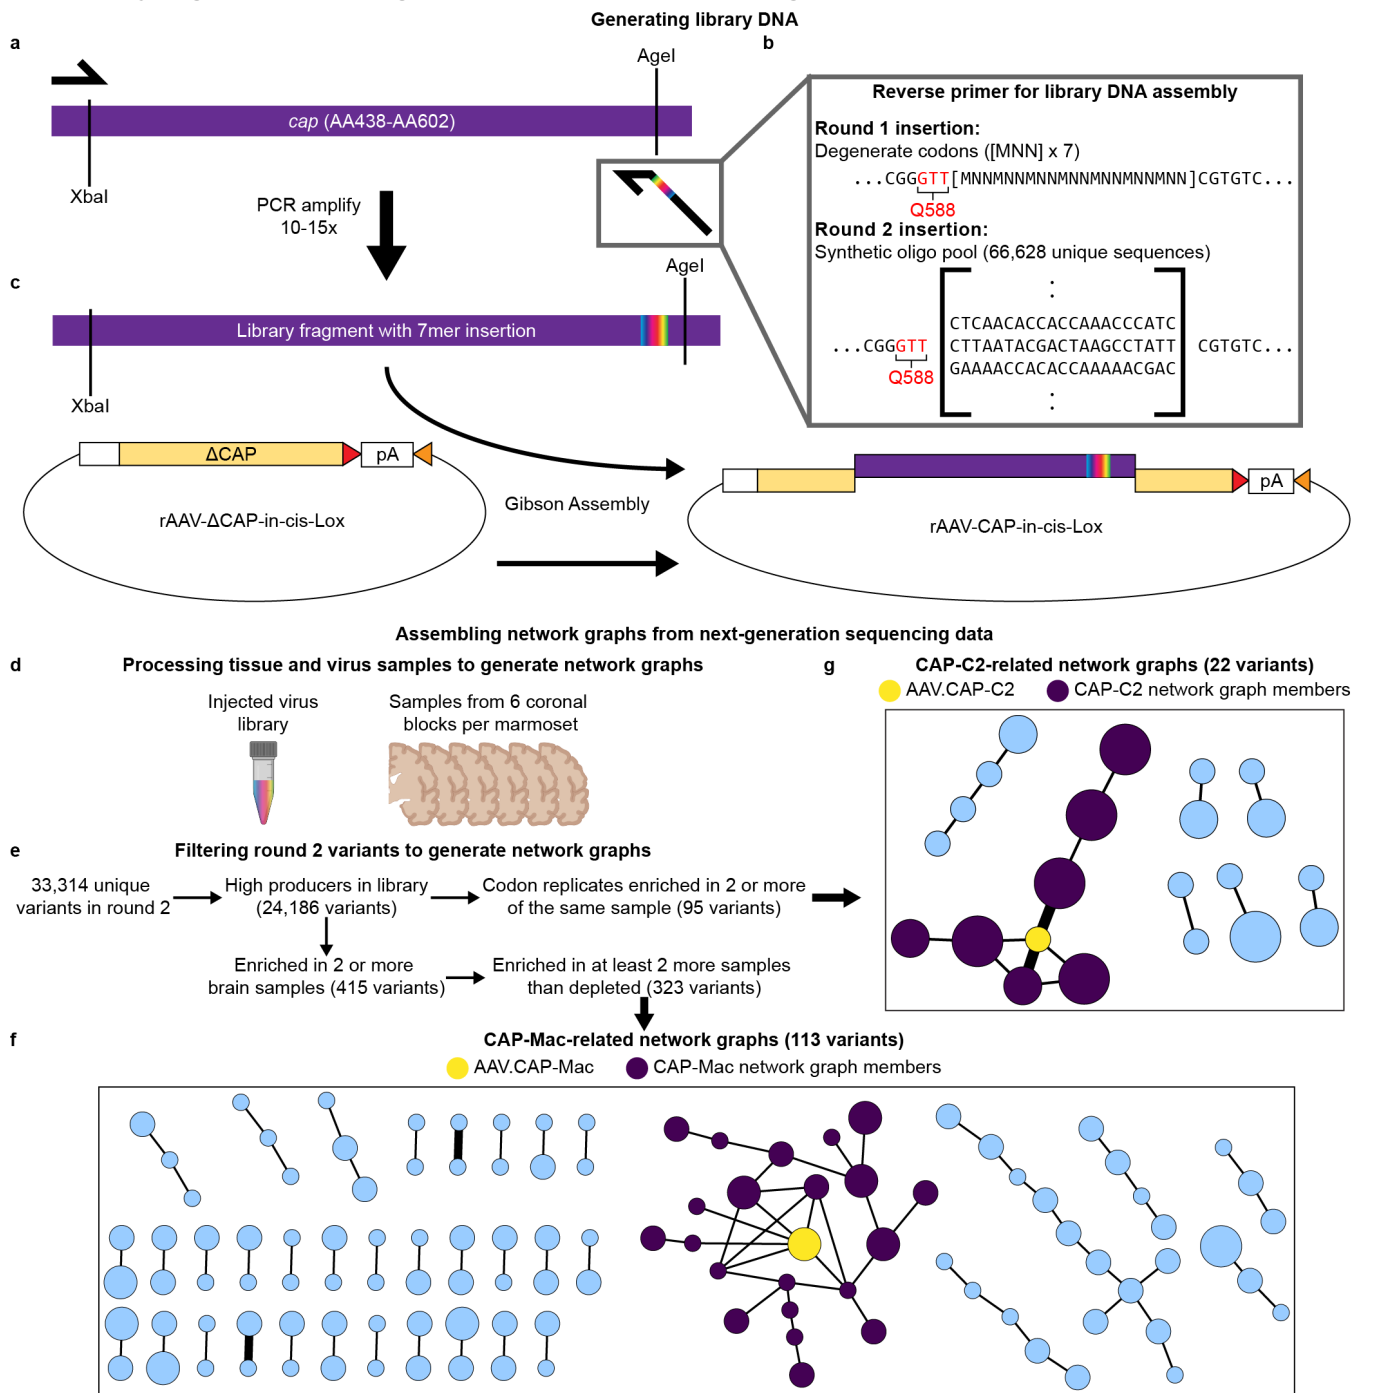 Generating library DNA
a
b
AgeI
cap (AA438-AA602)
XbaI
PCR amplify
10-15x
Reverse primer for library DNA assembly
Round 1 insertion:
Degenerate codons ([MNN] x 7)
...CGGGTT[MNNMNNMNNMNNMNNMNNMNN]CGTGTC...
Q588
Round 2 insertion:
Synthetic oligo pool (66,628 unique sequences)
:
CTCAACACCACCAAACCCATC
...CGGGTT CTTAATACGACTAAGCCTATT CGTGTC...
GAAAACCACACCAAAAACGAC
Q588
:
c
AgeI
Library fragment with 7mer insertion
XbaI
ΔCAP
pA
rAAV-ΔCAP-in-cis-Lox
Gibson Assembly
pA
rAAV-CAP-in-cis-Lox
Assembling network graphs from next-generation sequencing data
d
Processing tissue and virus samples to generate network graphs
Injected virus
library
Samples from 6 coronal
blocks per marmoset
e
Filtering round 2 variants to generate network graphs
33,314 unique
variants in round 2
High producers in library
(24,186 variants)
Codon replicates enriched in 2 or more
of the same sample (95 variants)
Enriched in 2 or more
brain samples (415 variants)
Enriched in at least 2 more samples
than depleted (323 variants)
g
CAP-C2-related network graphs (22 variants)
AAV.CAP-C2
CAP-C2 network graph members
f
CAP-Mac-related network graphs (113 variants)
AAV.CAP-Mac
CAP-Mac network graph members